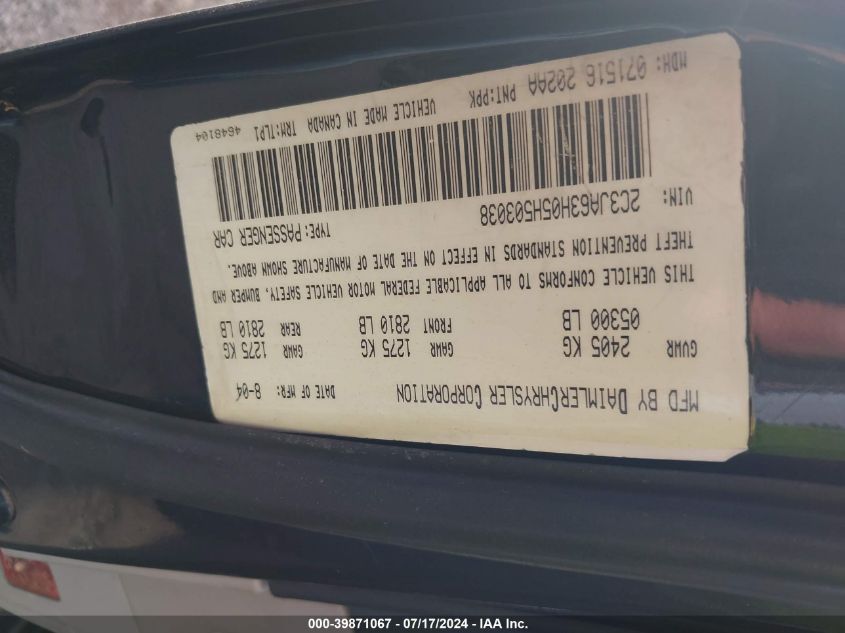 MFD BY DAIMLERCHRYSLER CORPORATION DATE OF MFR: 8-04
GVWR GAWR GAWR
2405 KG 1275 KG 1275 KG
05300 LB FRONT 2810 LB REAR 2810 LB
THIS VEHICLE CONFORMS TO ALL APPLICABLE FEDERAL MOTOR VEHICLE SAFETY, BUMPER AND
THEFT PREVENTION STANDARDS IN EFFECT ON THE DATE OF MANUFACTURE SHOWN ABOVE.
VIN: 2C3JA63H05H503038 TYPE: PASSENGER CAR
MDH: 071516 202AA PNT: PPK VEHICLE MADE IN CANADA TRM: TLP1 4648104
000-39871067 - 07/17/2024 - IAA Inc.